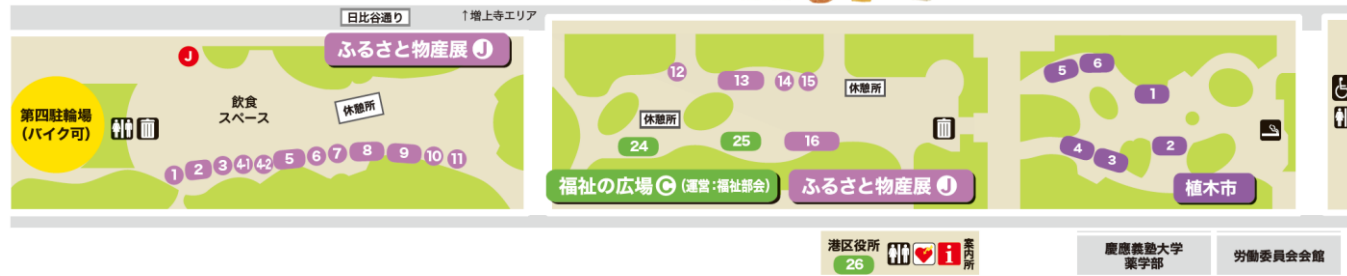 日比谷通り
↑増上寺エリア
ふるさと物産展 J
J
第四駐輪場
(バイク可)
飲食
スペース
休憩所
1
2
3
4-1
4-2
5
6
7
8
9
10
11
12
13
14
15
休憩所
休憩所
24
25
16
福祉の広場 C (運営:福祉部会)
ふるさと物産展 J
5
6
1
4
3
2
植木市
港区役所
26
i
案内所
慶應義塾大学
薬学部
労働委員会会館